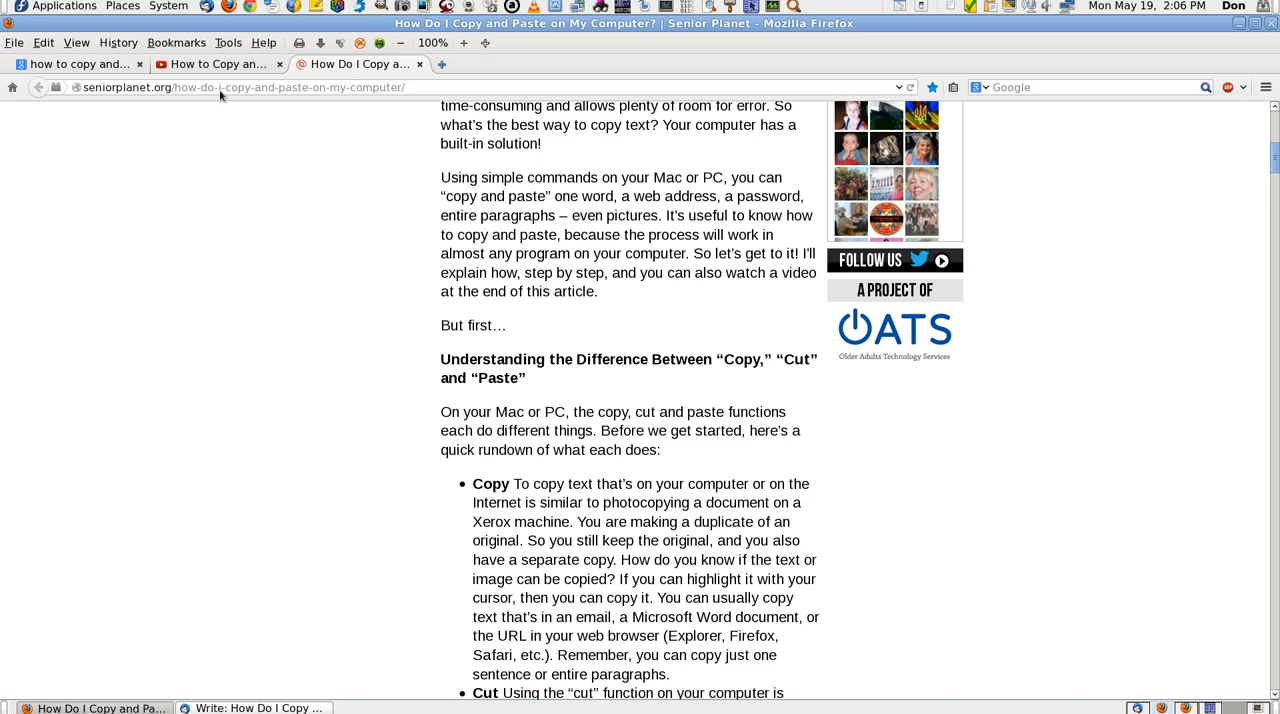 Applications Places System
Mon May 19, 2:06 PM Don
How Do I Copy and Paste on My Computer? | Senior Planet - Mozilla Firefox
File Edit View History Bookmarks Tools Help 100%
how to copy and... How to Copy an... How Do I Copy a...
seniorplanet.org/how-do-i-copy-and-paste-on-my-computer/ Google
time-consuming and allows plenty of room for error. So
what’s the best way to copy text? Your computer has a
built-in solution!
Using simple commands on your Mac or PC, you can
“copy and paste” one word, a web address, a password,
entire paragraphs – even pictures. It’s useful to know how
to copy and paste, because the process will work in
almost any program on your computer. So let’s get to it! I’ll
explain how, step by step, and you can also watch a video
at the end of this article.
But first…
Understanding the Difference Between “Copy,” “Cut”
and “Paste”
On your Mac or PC, the copy, cut and paste functions
each do different things. Before we get started, here’s a
quick rundown of what each does:
Copy To copy text that’s on your computer or on the
Internet is similar to photocopying a document on a
Xerox machine. You are making a duplicate of an
original. So you still keep the original, and you also
have a separate copy. How do you know if the text or
image can be copied? If you can highlight it with your
cursor, then you can copy it. You can usually copy
text that’s in an email, a Microsoft Word document, or
the URL in your web browser (Explorer, Firefox,
Safari, etc.). Remember, you can copy just one
sentence or entire paragraphs.
Cut Using the “cut” function on your computer is
FOLLOW US
A PROJECT OF
OATS
Older Adults Technology Services
How Do I Copy and Pa... Write: How Do I Copy ...